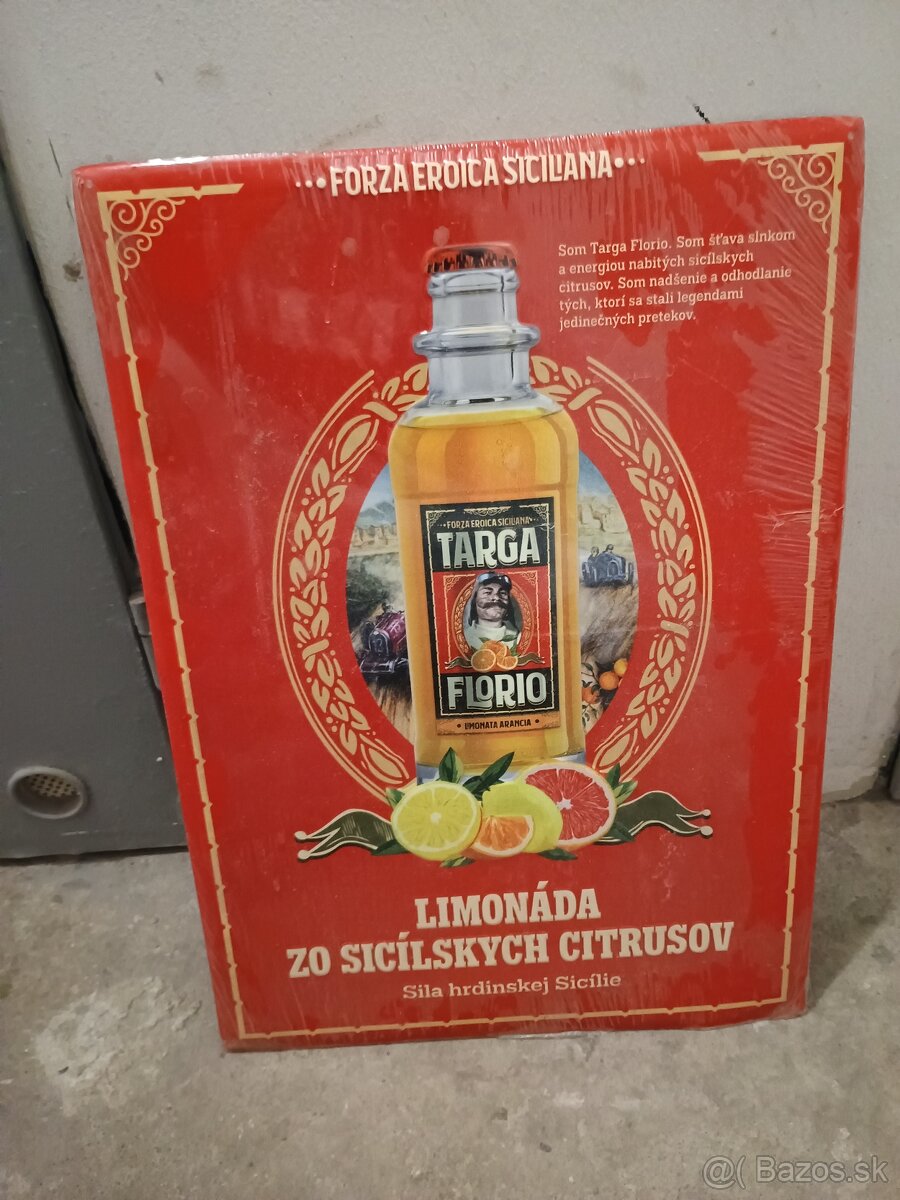 FORZA EROICA SICILIANA
Som Targa Florio. Som šťava slnkom
a energiou nabitých sicílskych
citrusov. Som nadšenie a odhodlanie
tých, ktorí sa stali legendami
jedinečných pretekov.
•FORZA EROICA SICILIANA•
TARGA
FLORIO
• LIMONATA ARANCIA •
LIMONÁDA
ZO SICÍLSKYCH CITRUSOV
Sila hrdinskej Sicílie
@( Bazos.sk